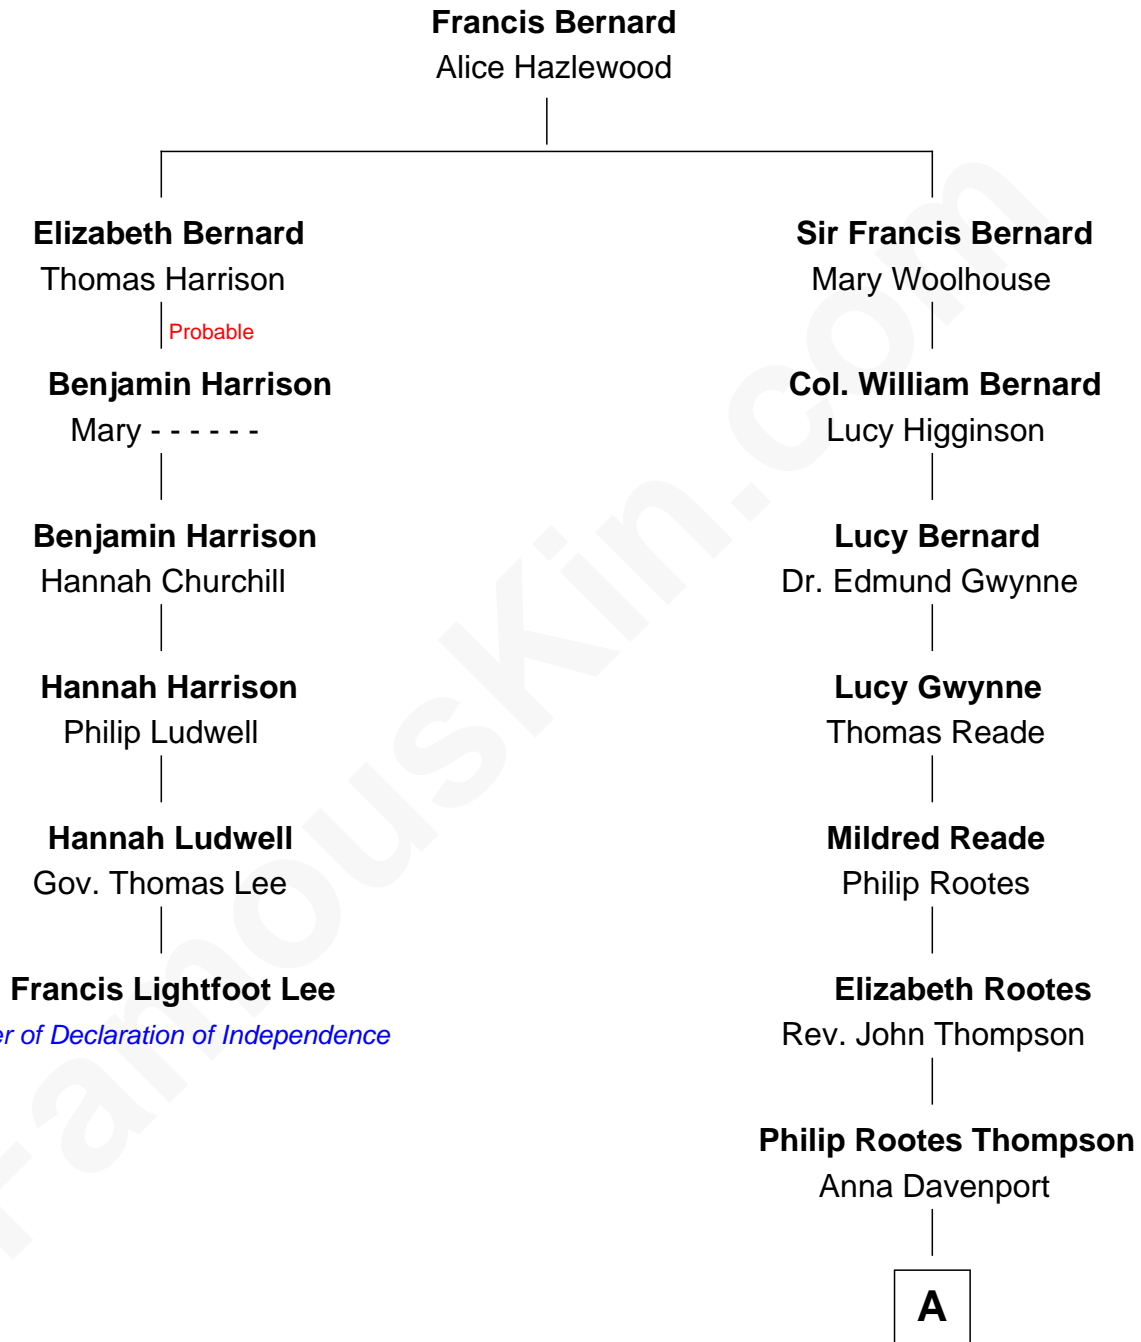 Francis Bernard
Alice Hazlewood
Elizabeth Bernard
Thomas Harrison
Probable
Benjamin Harrison
Mary - - - - - -
Benjamin Harrison
Hannah Churchill
Hannah Harrison
Philip Ludwell
Hannah Ludwell
Gov. Thomas Lee
Francis Lightfoot Lee
er of Declaration of Independence
Sir Francis Bernard
Mary Woolhouse
Col. William Bernard
Lucy Higginson
Lucy Bernard
Dr. Edmund Gwynne
Lucy Gwynne
Thomas Reade
Mildred Reade
Philip Rootes
Elizabeth Rootes
Rev. John Thompson
Philip Rootes Thompson
Anna Davenport
A
FamousKin.com